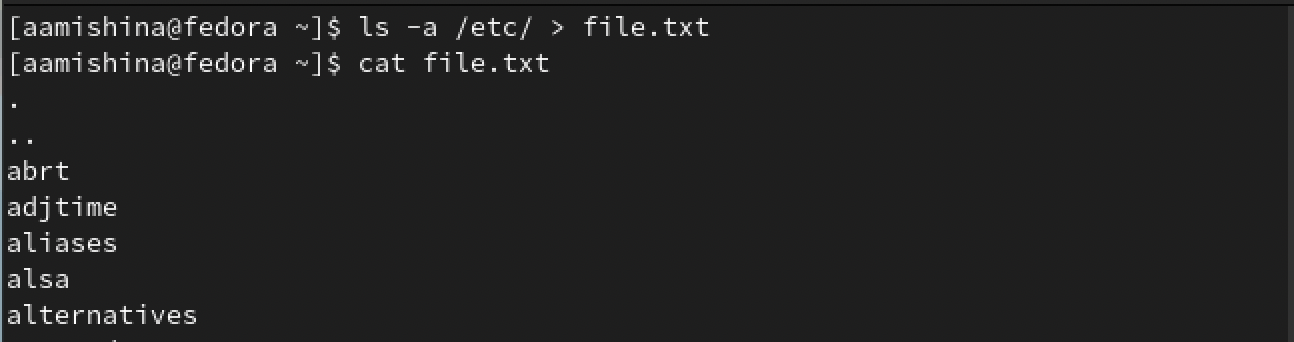 [aamishina@fedora ~]$ ls -a /etc/ > file.txt
[aamishina@fedora ~]$ cat file.txt
.
..
abrt
adjtime
aliases
alsa
alternatives